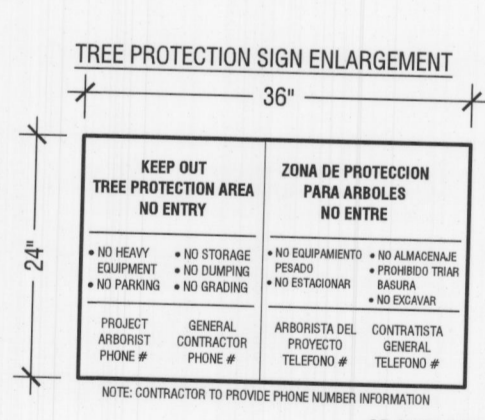 TREE PROTECTION SIGN ENLARGEMENT
36"
24"
KEEP OUT
TREE PROTECTION AREA
NO ENTRY
• NO HEAVY
EQUIPMENT
• NO PARKING
• NO STORAGE
• NO DUMPING
• NO GRADING
PROJECT
ARBORIST
PHONE #
GENERAL
CONTRACTOR
PHONE #
ZONA DE PROTECCION
PARA ARBOLES
NO ENTRE
• NO EQUIPAMIENTO
PESADO
• NO ESTACIONAR
• NO ALMACENAJE
• PROHIBIDO TRIAR
BASURA
• NO EXCAVAR
ARBORISTA DEL
PROYECTO
TELEFONO #
CONTRATISTA
GENERAL
TELEFONO #
NOTE: CONTRACTOR TO PROVIDE PHONE NUMBER INFORMATION